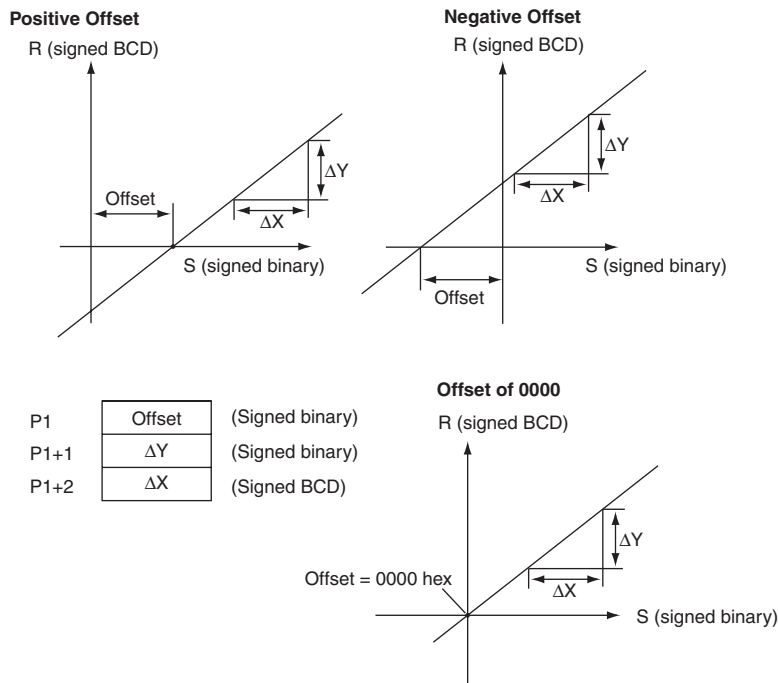 Positive Offset
R (signed BCD)
Offset
ΔY
ΔX
S (signed binary)
Negative Offset
R (signed BCD)
ΔY
ΔX
S (signed binary)
Offset
P1 Offset (Signed binary)
P1+1 ΔY (Signed binary)
P1+2 ΔX (Signed BCD)
Offset of 0000
R (signed BCD)
ΔY
Offset = 0000 hex
ΔX
S (signed binary)